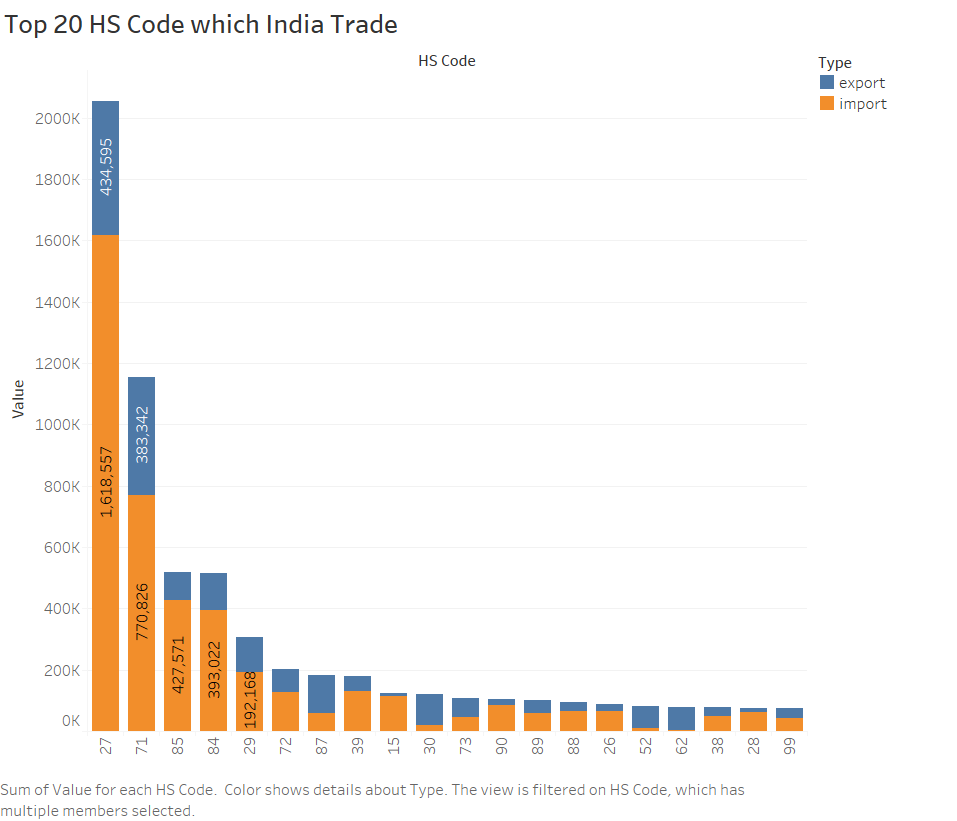 Top 20 HS Code which India Trade
HS Code
Type
export
import
Value
2000K
1800K
1600K
1400K
1200K
1000K
800K
600K
400K
200K
0K
434,595
1,618,557
383,342
770,826
427,571
393,022
192,168
27 71 85 84 29 72 87 39 15 30 73 90 89 88 26 52 62 38 28 99
Sum of Value for each HS Code. Color shows details about Type. The view is filtered on HS Code, which has
multiple members selected.